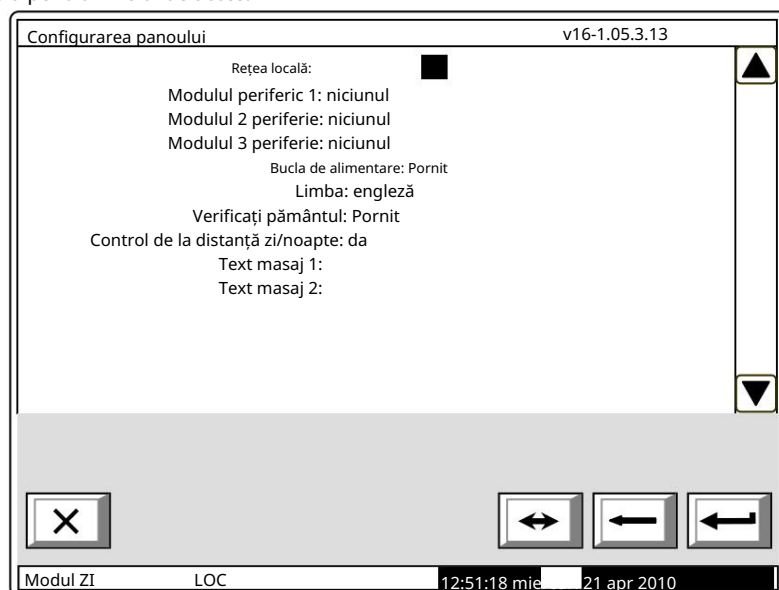 Configurarea panoului v16-1.05.3.13
Rețea locală:
Modulul periferic 1: niciunul
Modulul 2 periferie: niciunul
Modulul 3 periferie: niciunul
Bucla de alimentare: Pornit
Limba: engleză
Verificați pământul: Pornit
Control de la distanță zi/noapte: da
Text masaj 1:
Text masaj 2:
Modul ZI LOC 12:51:18 mie 21 apr 2010